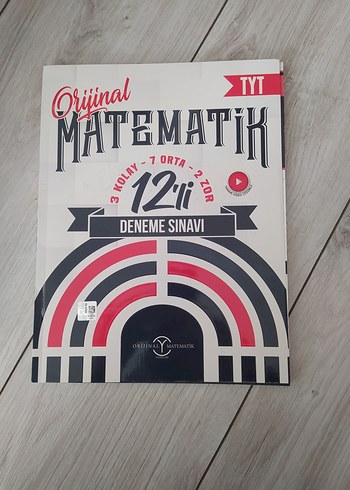 TYT
Orijinal
MATEMATİK
3 KOLAY - 7 ORTA - 2 ZOR
12'li
DENEME SINAVI
ORİJİNAL MATEMATİK